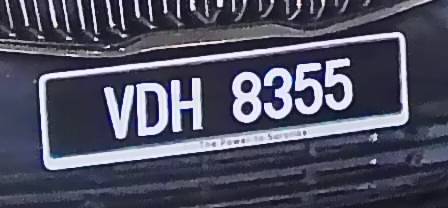 VDH 8355
The Power to Surprise